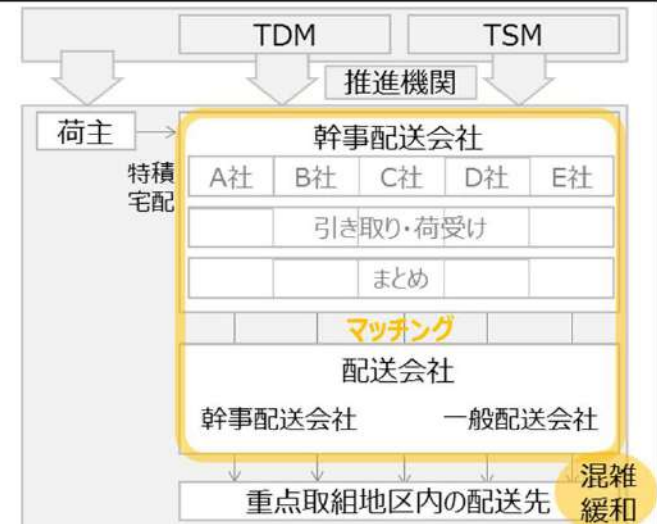 TDM TSM
推進機関
荷主
幹事配送会社
特積
宅配
A社 B社 C社 D社 E社
引き取り・荷受け
まとめ
マッチング
配送会社
幹事配送会社 一般配送会社
混雑
緩和
重点取組地区内の配送先